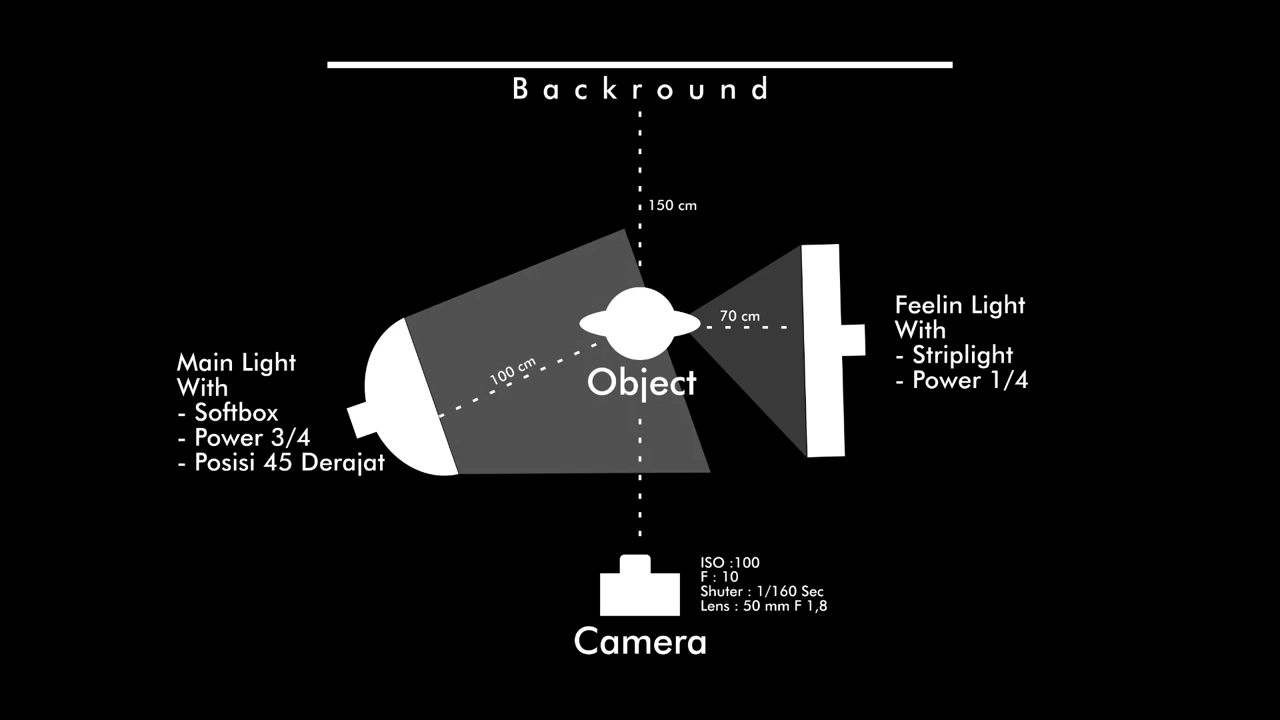 Backround
150 cm
70 cm
100 cm
Object
Feelin Light
With
- Striplight
- Power 1/4
Main Light
With
- Softbox
- Power 3/4
- Posisi 45 Derajat
ISO :100
F : 10
Shuter : 1/160 Sec
Lens : 50 mm F 1,8
Camera